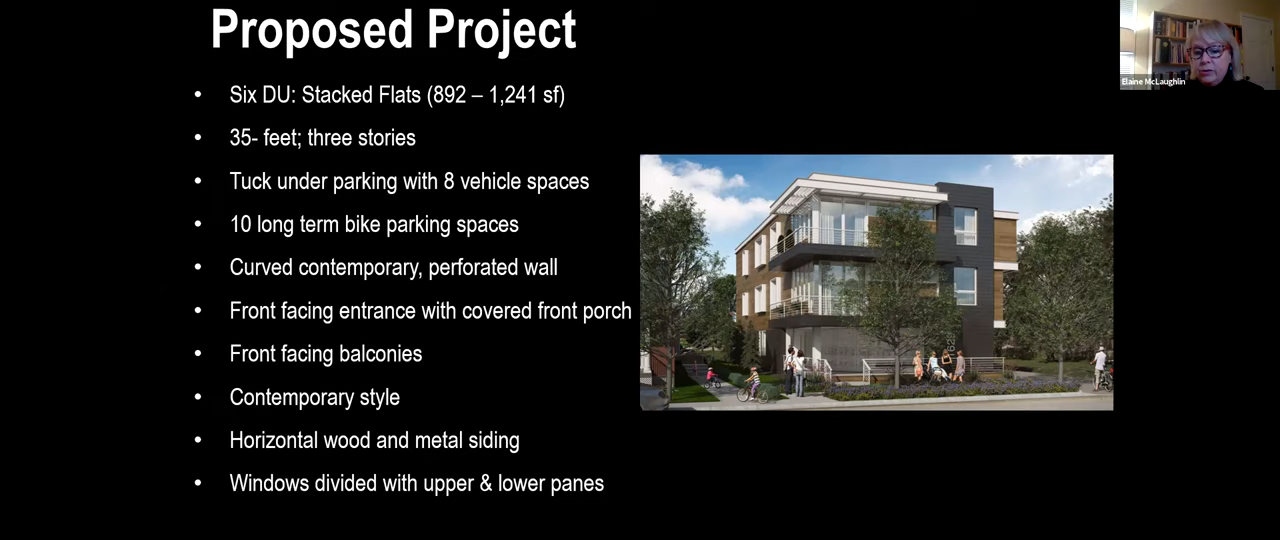 Proposed Project
• Six DU: Stacked Flats (892 – 1,241 sf)
• 35- feet; three stories
• Tuck under parking with 8 vehicle spaces
• 10 long term bike parking spaces
• Curved contemporary, perforated wall
• Front facing entrance with covered front porch
• Front facing balconies
• Contemporary style
• Horizontal wood and metal siding
• Windows divided with upper & lower panes
Elaine McLaughlin